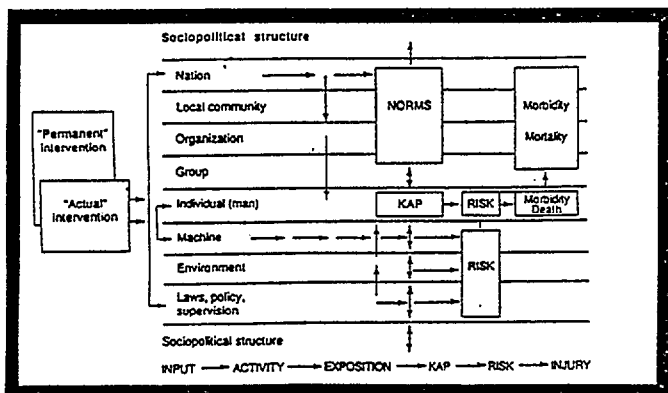 Sociopolitical structure
Nation
Local community
NORMS
Morbidity
Mortality
Organization
Group
"Permanent"
intervention
"Actual"
intervention
Individual (man)
KAP
RISK
Morbidity
Death
Machine
Environment
RISK
Laws, policy,
supervision
Sociopolitical structure
INPUT ACTIVITY EXPOSITION KAP RISK INJURY